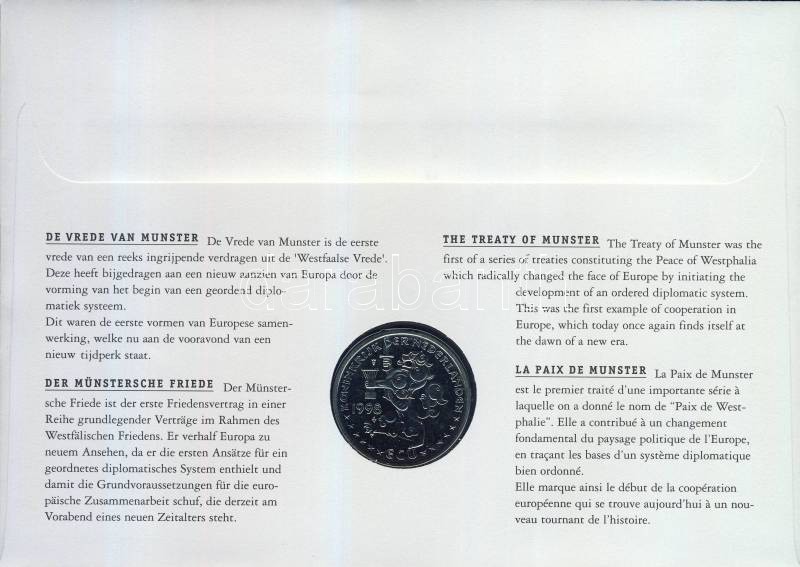 DE VREDE VAN MUNSTER De Vrede van Munster is de eerste
vrede van een reeks ingrijpende verdragen uit de 'Westfaalse Vrede'.
Deze heeft bijgedragen aan een nieuw aanzien van Europa door de
vorming van het begin van een geordend diplo-
matiek systeem.
Dit waren de eerste vormen van Europese samen-
werking, welke nu aan de vooravond van een
nieuw tijdperk staat.
DER MÜNSTERSCHE FRIEDE Der Münster-
sche Friede ist der erste Friedensvertrag in einer
Reihe grundlegender Verträge im Rahmen des
Westfälischen Friedens. Er verhalf Europa zu
neuem Ansehen, da er die ersten Ansätze für ein
geordnetes diplomatisches System enthielt und
damit die Grundvoraussetzungen für die euro-
päische Zusammenarbeit schuf, die derzeit am
Vorabend eines neuen Zeitalters steht.
KONINKRIJK DER NEDERLANDEN
1998
ECU
THE TREATY OF MUNSTER The Treaty of Munster was the
first of a series of treaties constituting the Peace of Westphalia
which radically changed the face of Europe by initiating the
development of an ordered diplomatic system.
This was the first example of cooperation in
Europe, which today once again finds itself at
the dawn of a new era.
LA PAIX DE MUNSTER La Paix de Munster
est le premier traité d'une importante série à
laquelle on a donné le nom de “Paix de West-
phalie”. Elle a contribué à un changement
fondamental du paysage politique de l'Europe,
en traçant les bases d'un système diplomatique
bien ordonné.
Elle marque ainsi le début de la coopération
européenne qui se trouve aujourd'hui à un nou-
veau tournant de l'histoire.